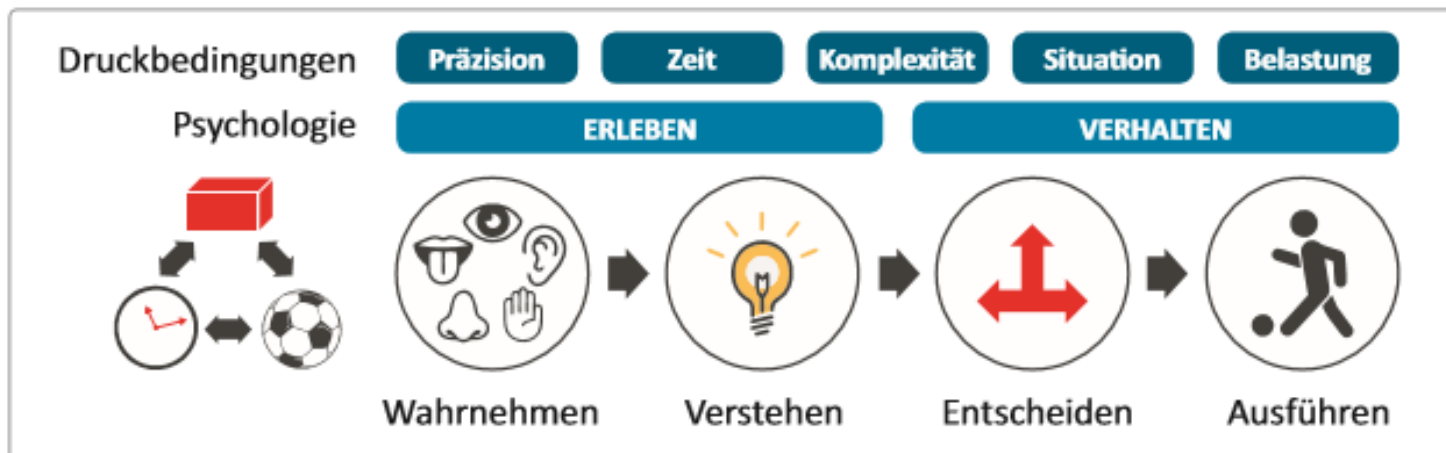 Druckbedingungen Präzision Zeit Komplexität Situation Belastung
Psychologie ERLEBEN VERHALTEN
Wahrnehmen Verstehen Entscheiden Ausführen